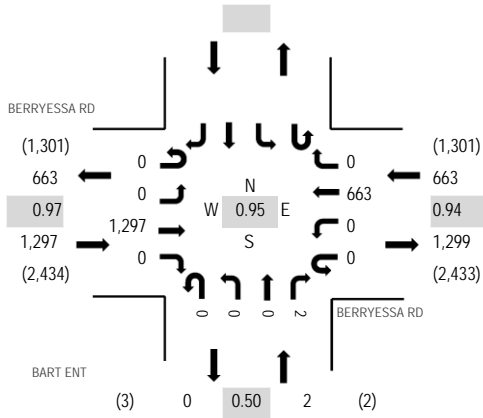 BERRYESSA RD
(1,301)
663
0.97
1,297
(2,434)
0
0
1,297
0
N
W 0.95 E
S
0
663
0
0
(1,301)
663
0.94
1,299
(2,433)
0 0 0 2
BERRYESSA RD
BART ENT
(3) 0 0.50 2 (2)